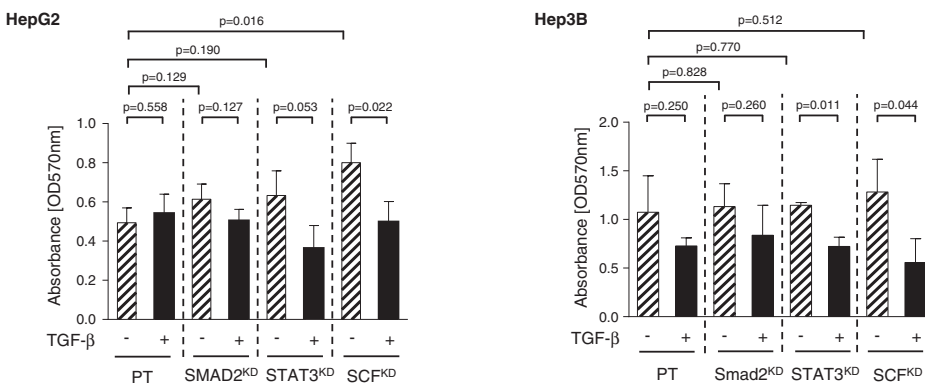 HepG2
p=0.016
p=0.190
p=0.129
p=0.558 p=0.127 p=0.053 p=0.022
Absorbance [OD570nm]
1.0
0.8
0.6
0.4
0.2
0.0
TGF-β - + - + - + - +
PT SMAD2KD STAT3KD SCFKD
Hep3B
p=0.512
p=0.770
p=0.828
p=0.250 p=0.260 p=0.011 p=0.044
Absorbance [OD570nm]
2.0
1.5
1.0
0.5
0.0
TGF-β - + - + - + - +
PT Smad2KD STAT3KD SCFKD